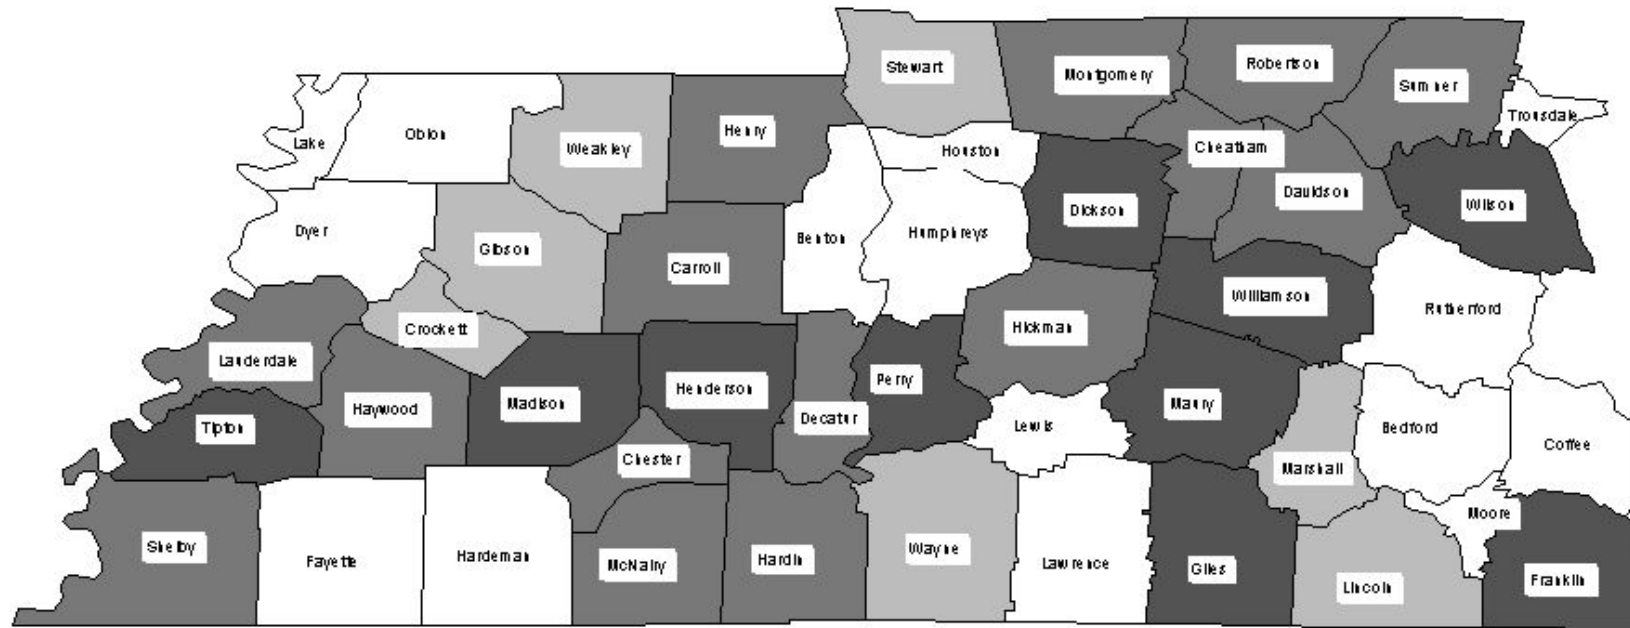 Stewart
Montgomery
Robertson
Sumner
Trousdale
Lake
Obion
Weakley
Henry
Houston
Cheatham
Davidson
Wilson
Dickson
Dyer
Gibson
Benton
Humphreys
Carroll
Williamson
Rutherford
Crockett
Hickman
Lauderdale
Haywood
Madison
Henderson
Decatur
Perry
Lewis
Maury
Tipton
Chester
Marshall
Bedford
Coffee
Moore
Shelby
Fayette
Hardeman
McNairy
Hardin
Wayne
Lawrence
Giles
Lincoln
Franklin